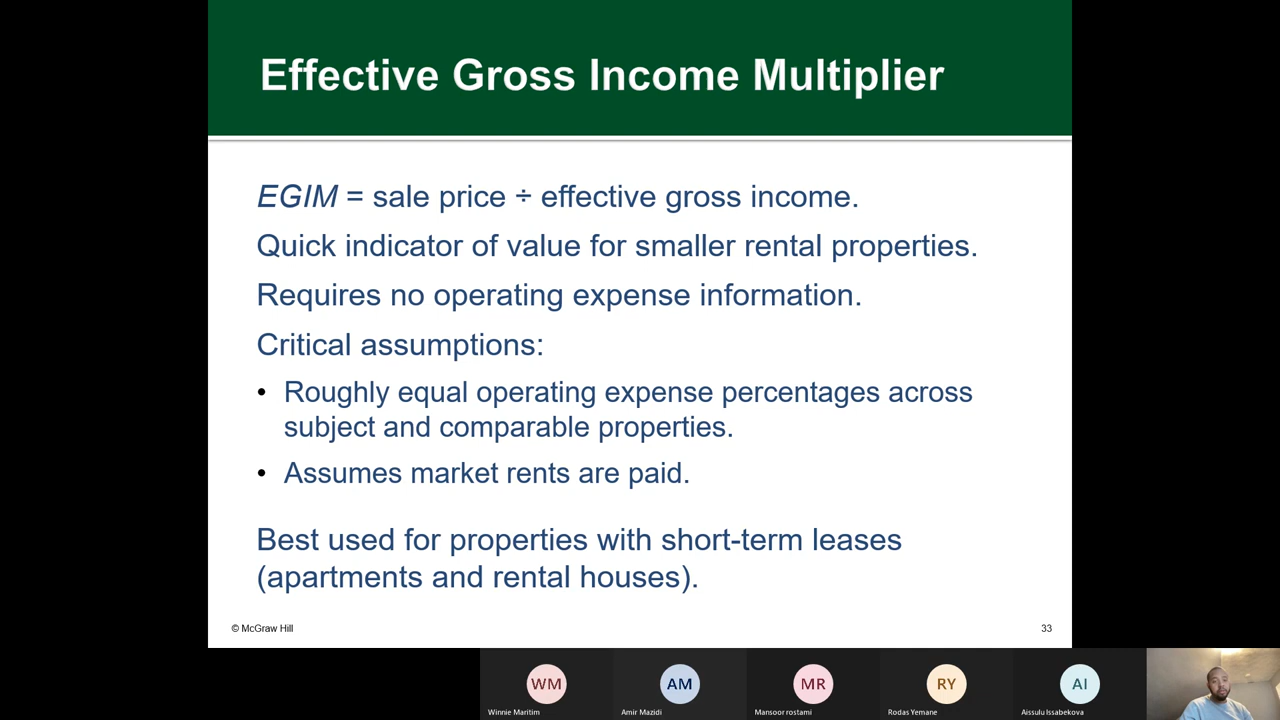 Effective Gross Income Multiplier
EGIM = sale price ÷ effective gross income.
Quick indicator of value for smaller rental properties.
Requires no operating expense information.
Critical assumptions:
• Roughly equal operating expense percentages across
subject and comparable properties.
• Assumes market rents are paid.
Best used for properties with short-term leases
(apartments and rental houses).
© McGraw Hill
33
WM
AM
MR
RY
AI
Winnie Maritim
Amir Mazidi
Mansoor rostami
Rodas Yemane
Aissulu Issabekova